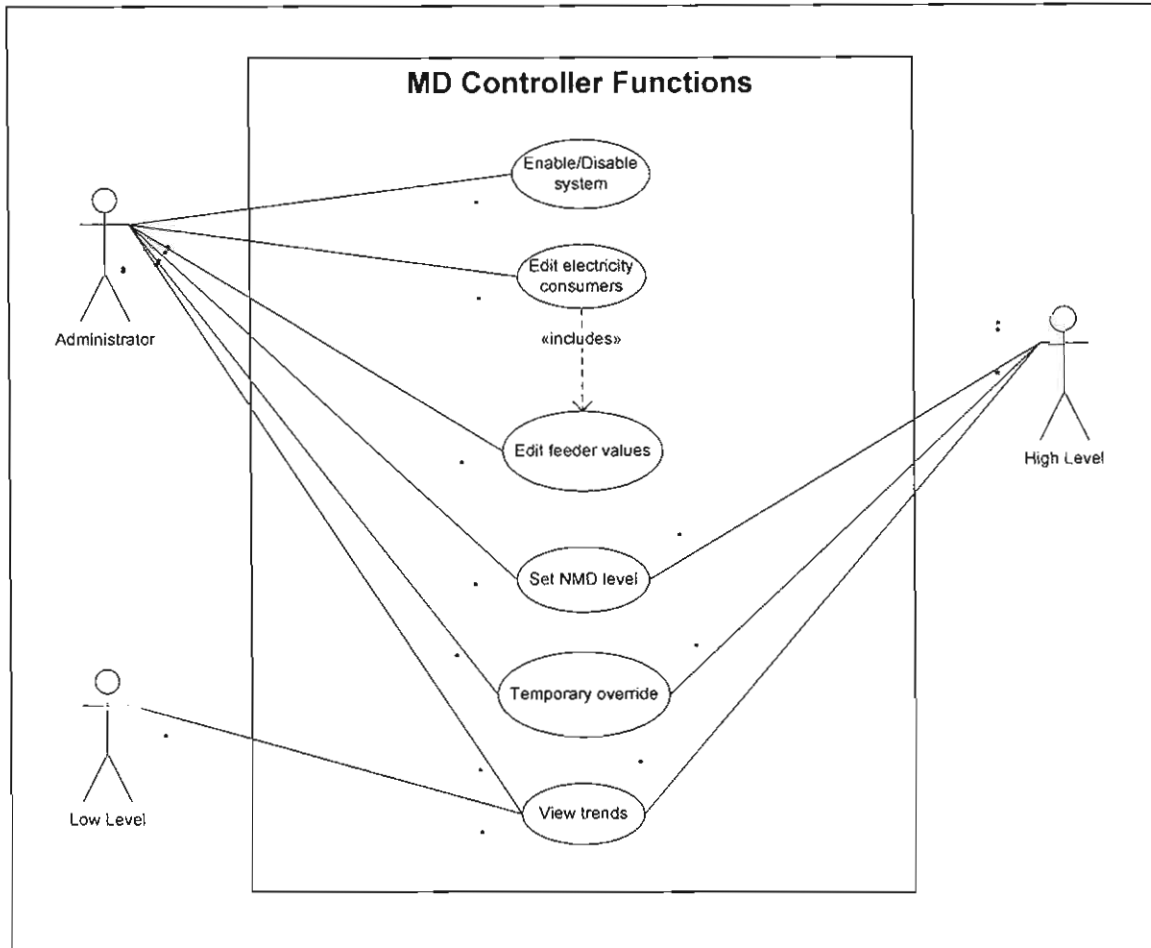 MD Controller Functions
Enable/Disable
system
Edit electricity
consumers
Administrator
«includes»
Edit feeder values
High Level
Set NMD level
Temporary override
Low Level
View trends